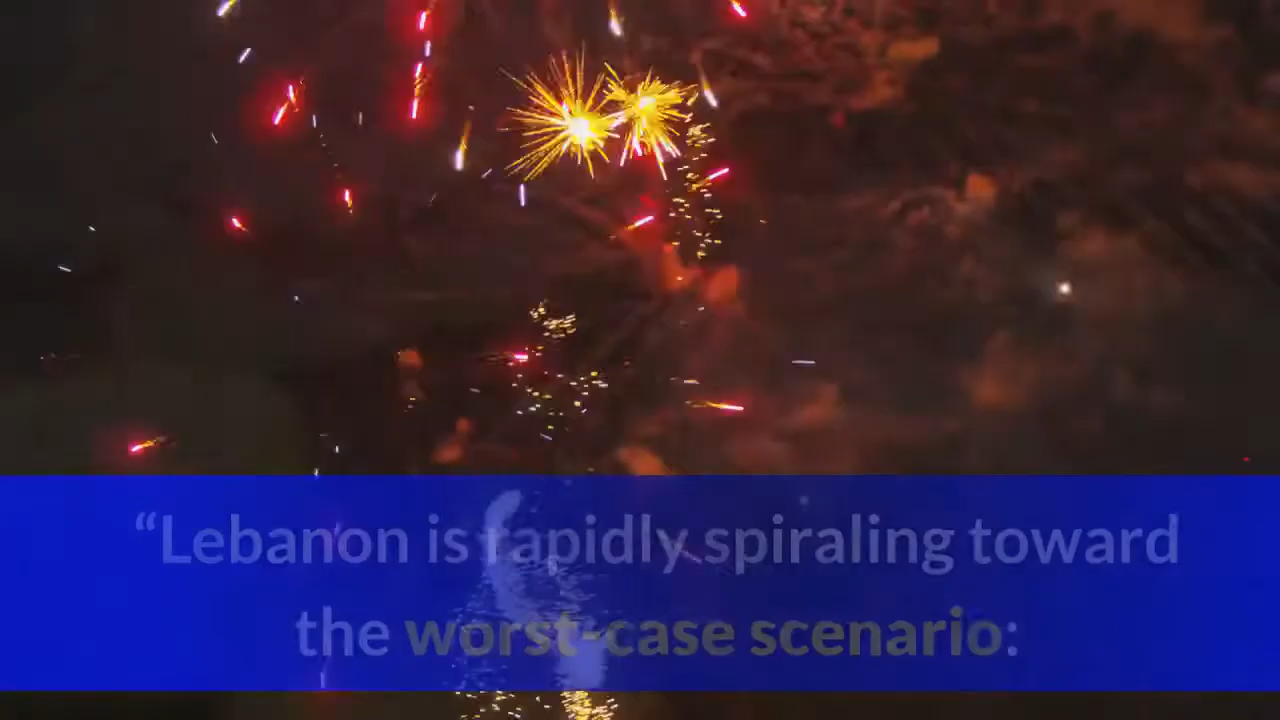 “Lebanon is rapidly spiraling toward
the worst-case scenario: